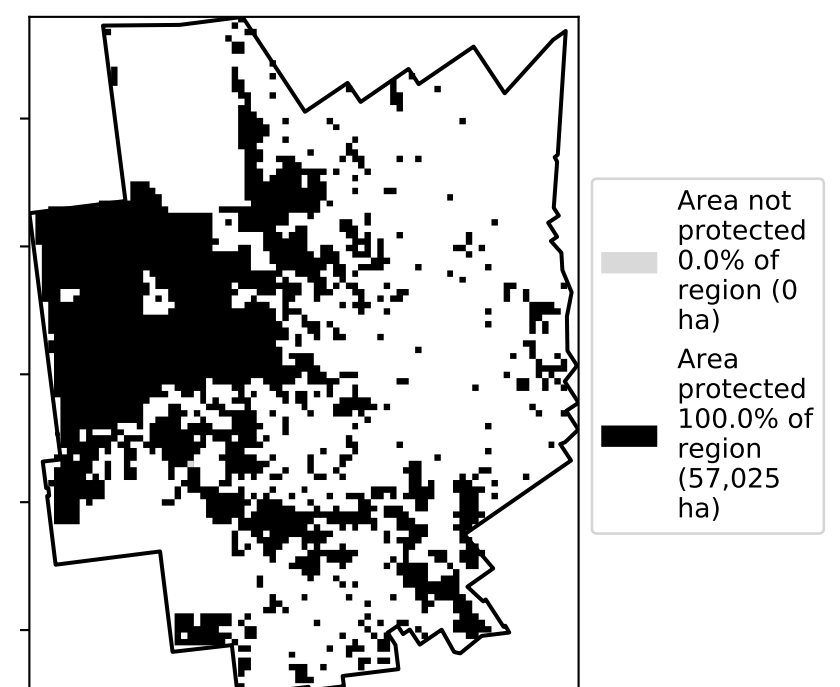 Area not
protected
0.0% of
region (0
ha)
Area
protected
100.0% of
region
(57,025
ha)